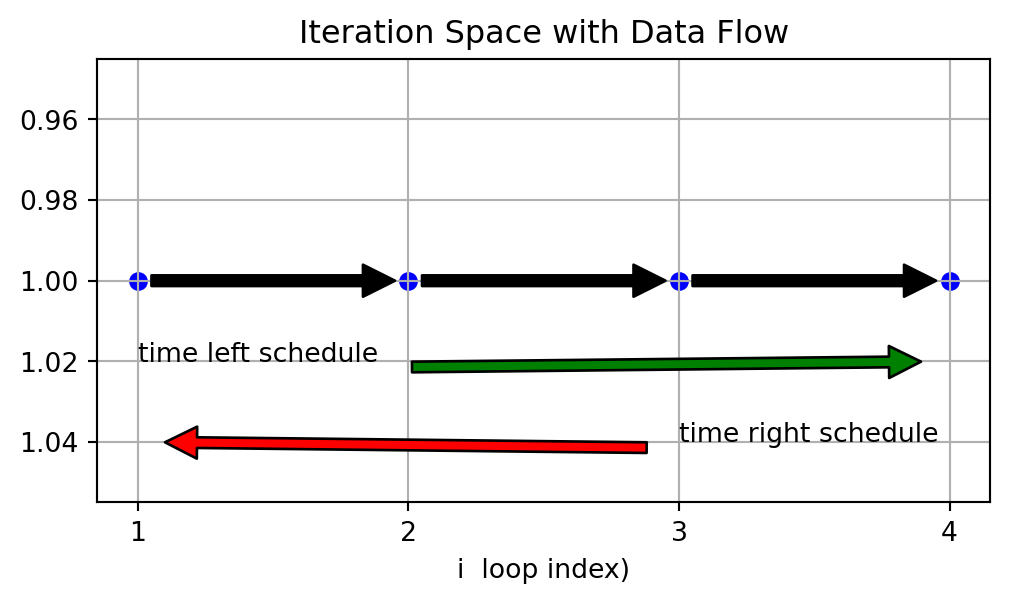 Iteration Space with Data Flow
0.96
0.98
1.00
time left schedule
1.02
time right schedule
1.04
1 2 3 4
i  loop index)